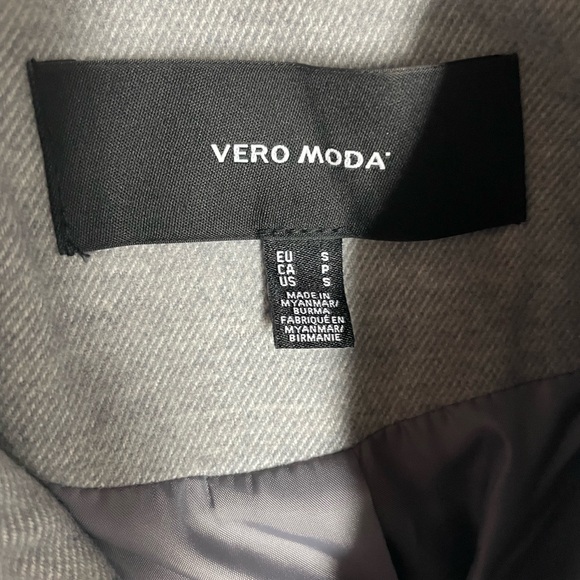 VERO MODA
EU S
CA P
US S
MADE IN
MYANMAR/
BURMA
FABRIQUÉ EN
MYANMAR/
BIRMANIE